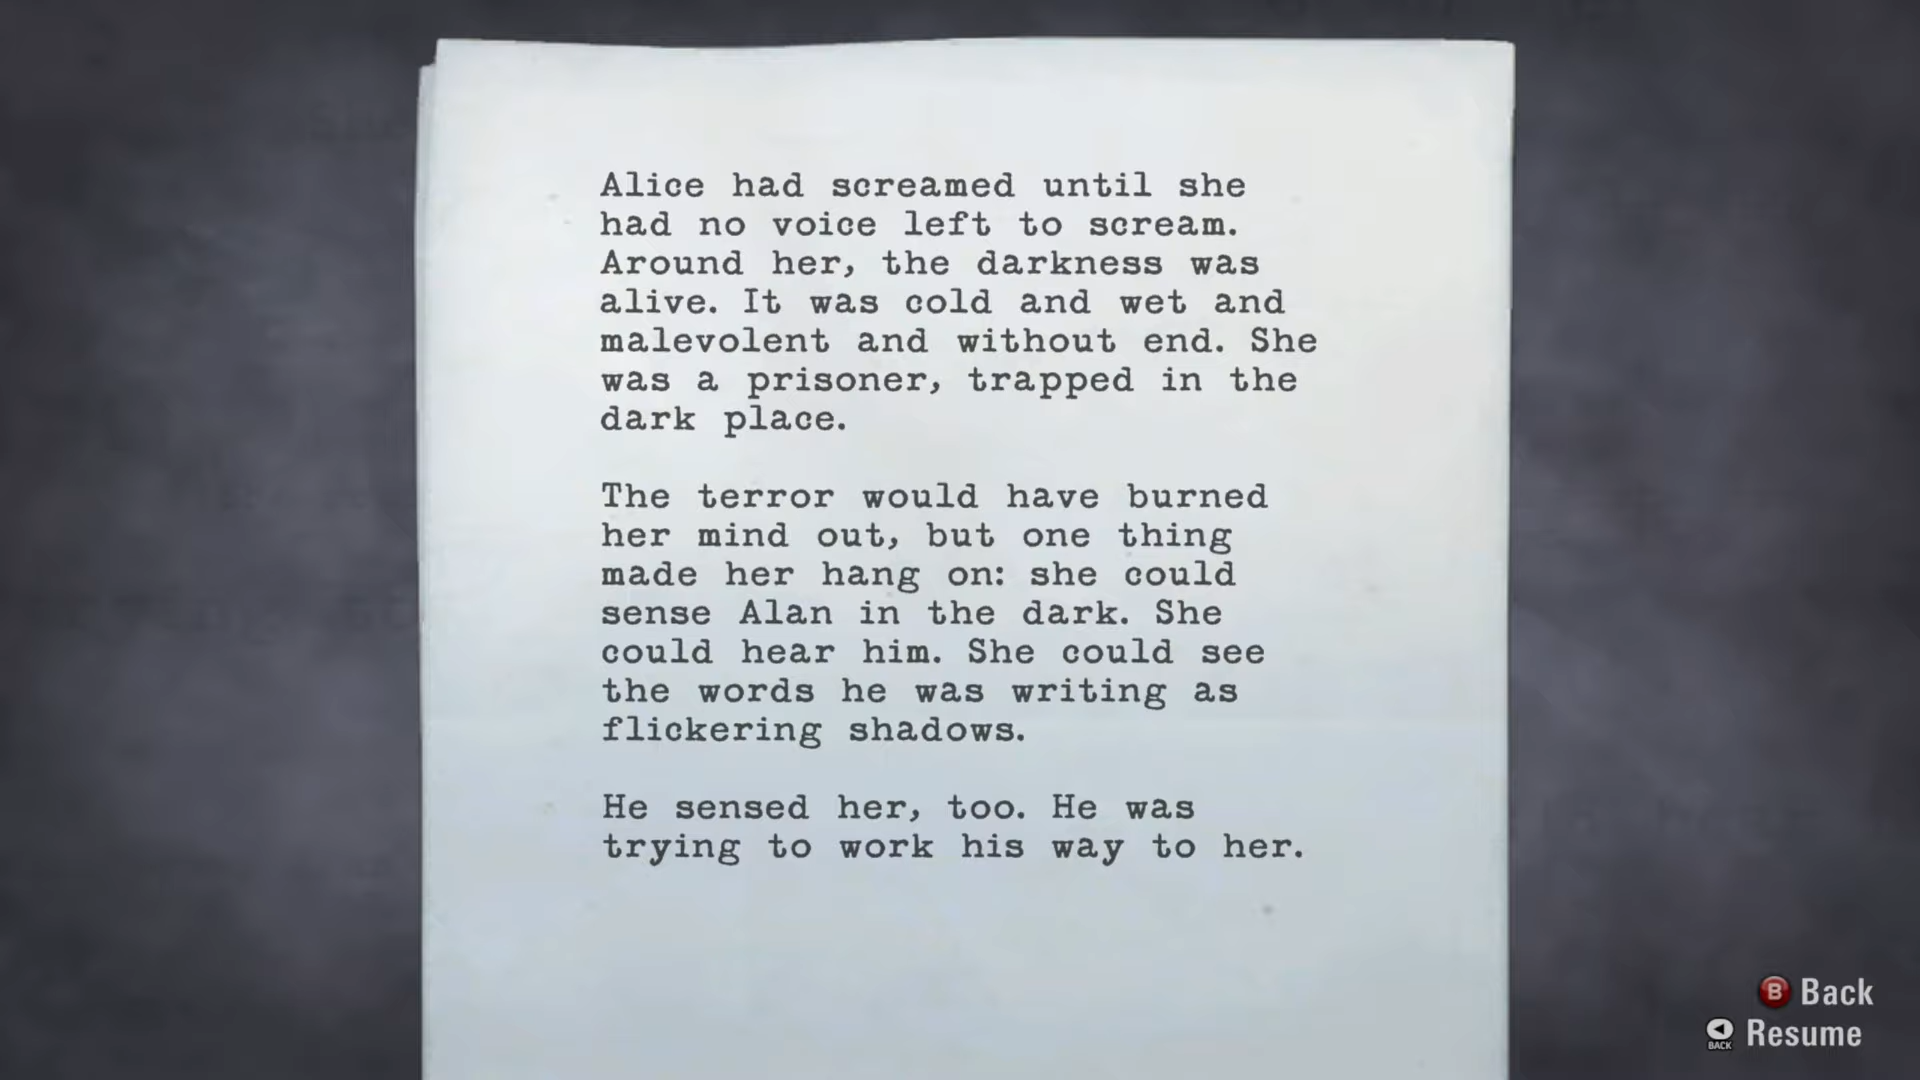 Alice had screamed until she
had no voice left to scream.
Around her, the darkness was
alive. It was cold and wet and
malevolent and without end. She
was a prisoner, trapped in the
dark place.
The terror would have burned
her mind out, but one thing
made her hang on: she could
sense Alan in the dark. She
could hear him. She could see
the words he was writing as
flickering shadows.
He sensed her, too. He was
trying to work his way to her.
B Back
BACK Resume